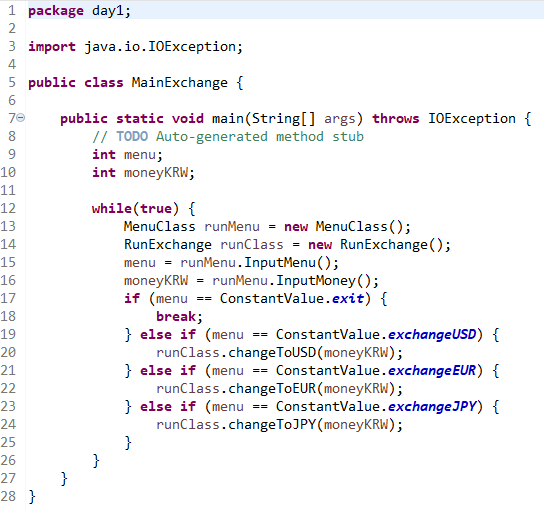 1 package day1;
2
3 import java.io.IOException;
4
5 public class MainExchange {
6
7 public static void main(String[] args) throws IOException {
8 // TODO Auto-generated method stub
9 int menu;
10 int moneyKRW;
11
12 while(true) {
13 MenuClass runMenu = new MenuClass();
14 RunExchange runClass = new RunExchange();
15 menu = runMenu.InputMenu();
16 moneyKRW = runMenu.InputMoney();
17 if (menu == ConstantValue.exit) {
18 break;
19 } else if (menu == ConstantValue.exchangeUSD) {
20 runClass.changeToUSD(moneyKRW);
21 } else if (menu == ConstantValue.exchangeEUR) {
22 runClass.changeToEUR(moneyKRW);
23 } else if (menu == ConstantValue.exchangeJPY) {
24 runClass.changeToJPY(moneyKRW);
25 }
26 }
27 }
28 }